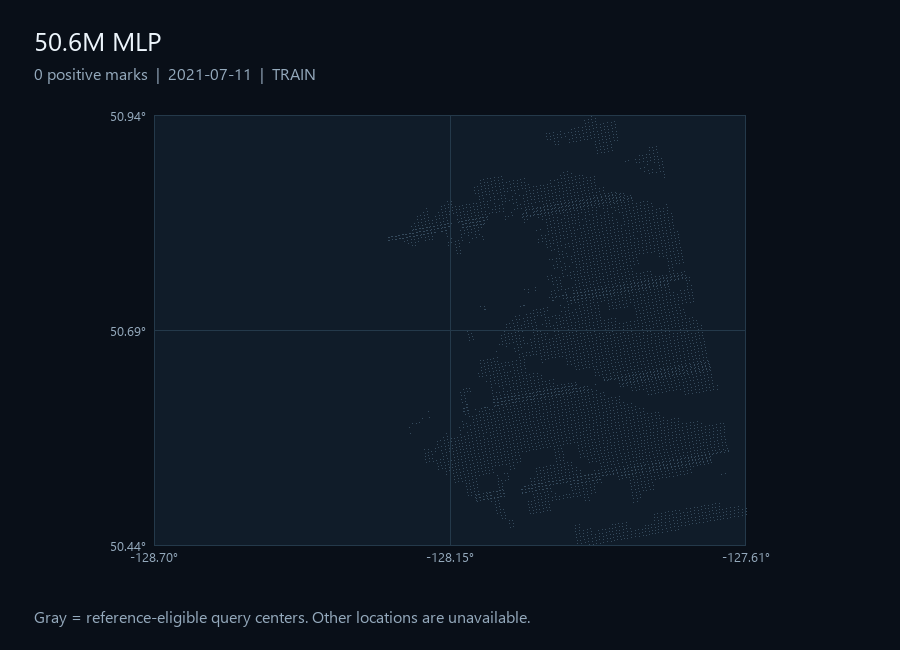 50.6M MLP
0 positive marks | 2021-07-11 | TRAIN
50.94°
50.69°
50.44°
-128.70°
-128.15°
-127.61°
Gray = reference-eligible query centers. Other locations are unavailable.